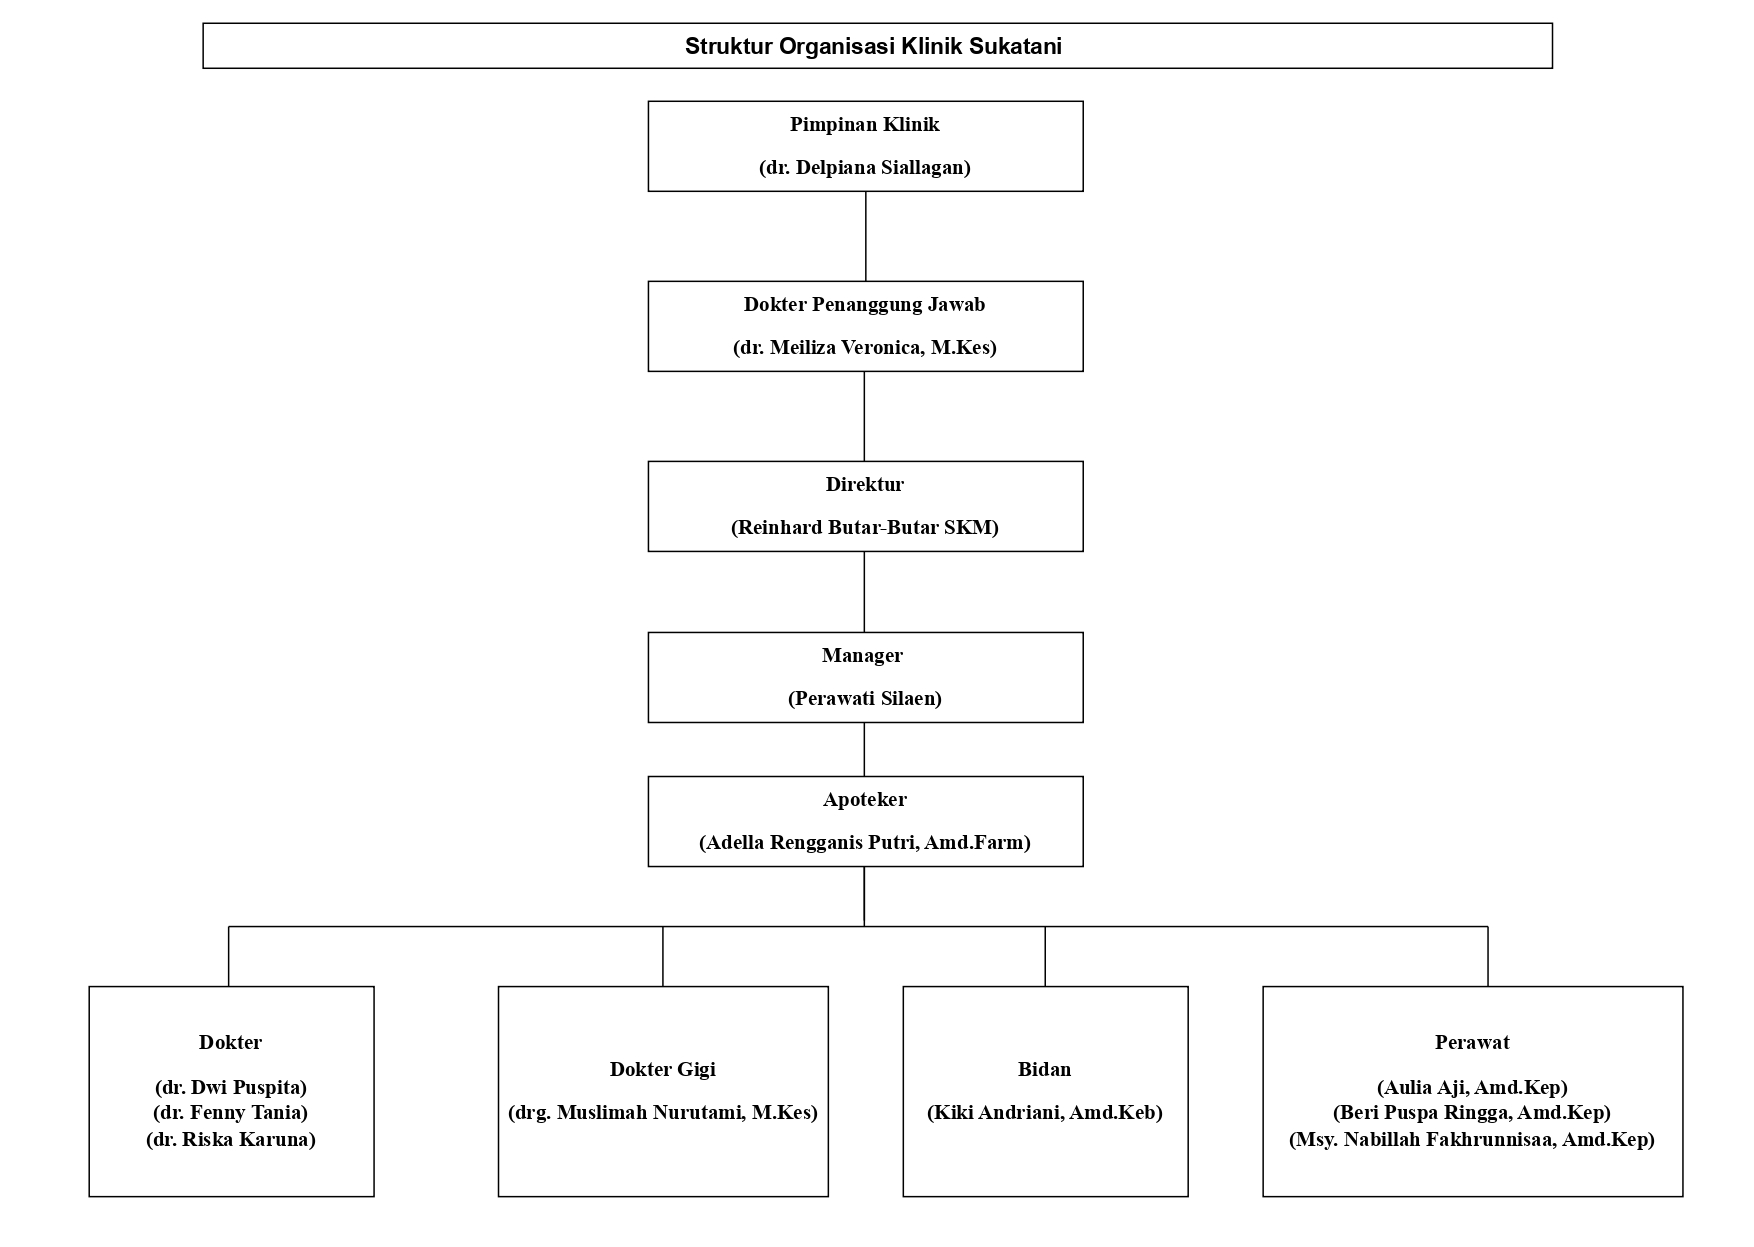 Struktur Organisasi Klinik Sukatani
Pimpinan Klinik
(dr. Delpiana Siallagan)
Dokter Penanggung Jawab
(dr. Meiliza Veronica, M.Kes)
Direktur
(Reinhard Butar-Butar SKM)
Manager
(Perawati Silaen)
Apoteker
(Adella Rengganis Putri, Amd.Farm)
Dokter
(dr. Dwi Puspita)
(dr. Fenny Tania)
(dr. Riska Karuna)
Dokter Gigi
(drg. Muslimah Nurutami, M.Kes)
Bidan
(Kiki Andriani, Amd.Keb)
Perawat
(Aulia Aji, Amd.Kep)
(Beri Puspa Ringga, Amd.Kep)
(Msy. Nabillah Fakhrunnisaa, Amd.Kep)